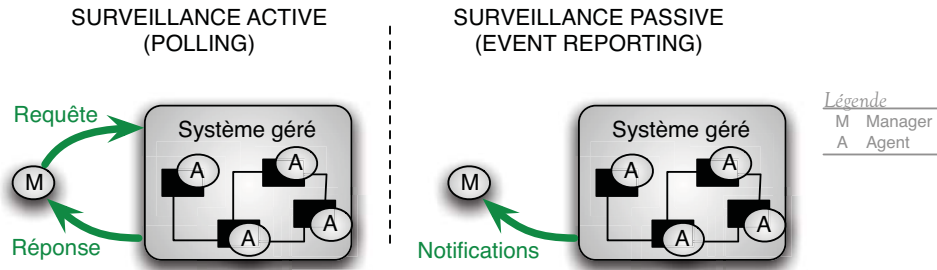 SURVEILLANCE ACTIVE
(POLLING)
Requête
Système géré
A
A
M
A
A
Réponse
SURVEILLANCE PASSIVE
(EVENT REPORTING)
Système géré
A
A
M
A
A
Notifications
Légende
M Manager
A Agent